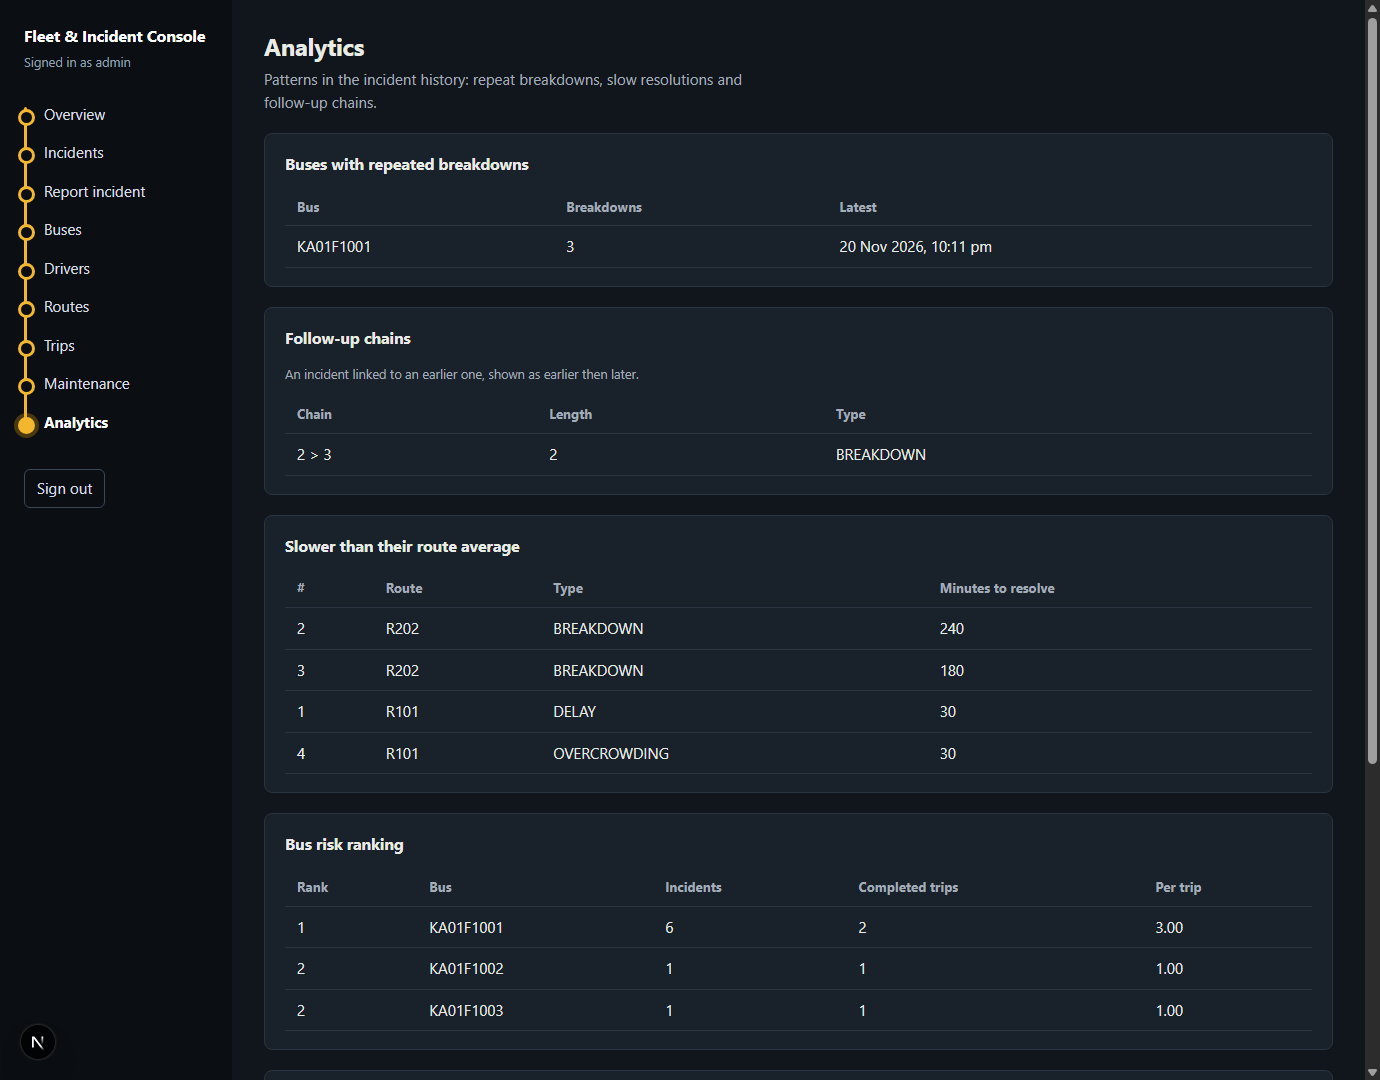 Fleet & Incident Console
Signed in as admin
Overview
Incidents
Report incident
Buses
Drivers
Routes
Trips
Maintenance
Analytics
Sign out
N
Analytics
Patterns in the incident history: repeat breakdowns, slow resolutions and
follow-up chains.
Buses with repeated breakdowns
Bus Breakdowns Latest
KA01F1001 3 20 Nov 2026, 10:11 pm
Follow-up chains
An incident linked to an earlier one, shown as earlier then later.
Chain Length Type
2 > 3 2 BREAKDOWN
Slower than their route average
# Route Type Minutes to resolve
2 R202 BREAKDOWN 240
3 R202 BREAKDOWN 180
1 R101 DELAY 30
4 R101 OVERCROWDING 30
Bus risk ranking
Rank Bus Incidents Completed trips Per trip
1 KA01F1001 6 2 3.00
2 KA01F1002 1 1 1.00
2 KA01F1003 1 1 1.00